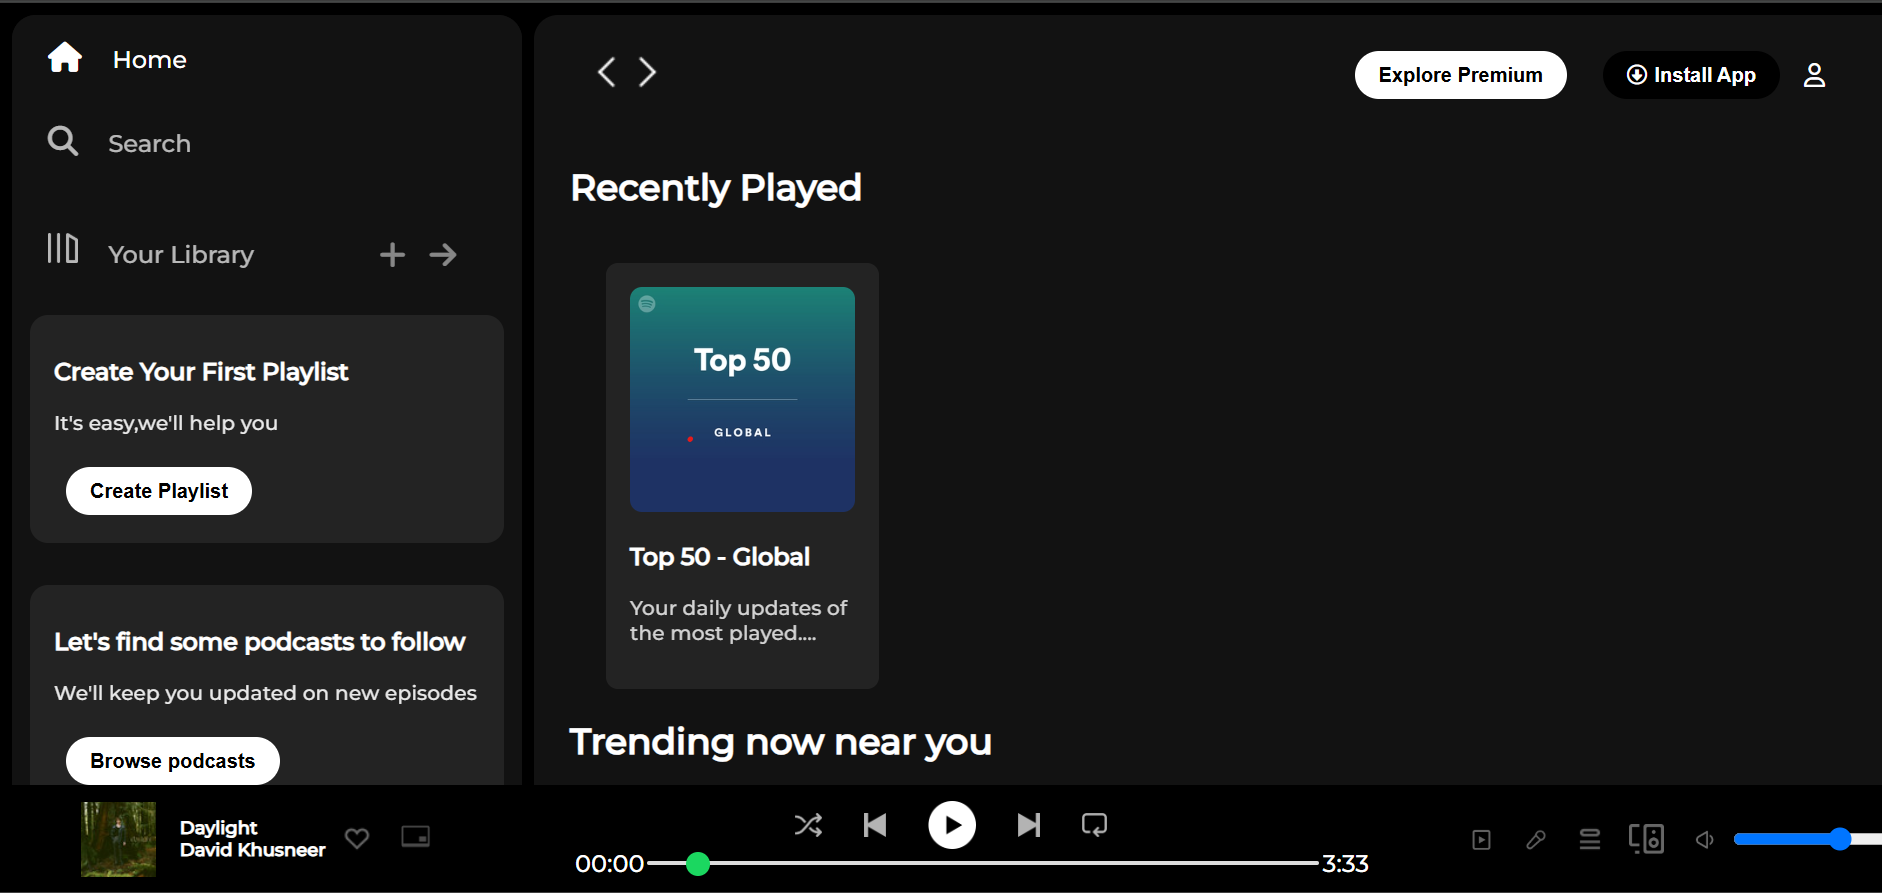 Home
Search
Your Library
Create Your First Playlist
It's easy,we'll help you
Create Playlist
Let's find some podcasts to follow
We'll keep you updated on new episodes
Browse podcasts
Explore Premium
Install App
Recently Played
Top 50
GLOBAL
Top 50 - Global
Your daily updates of
the most played....
Trending now near you
Daylight
David Khusneer
00:00
3:33